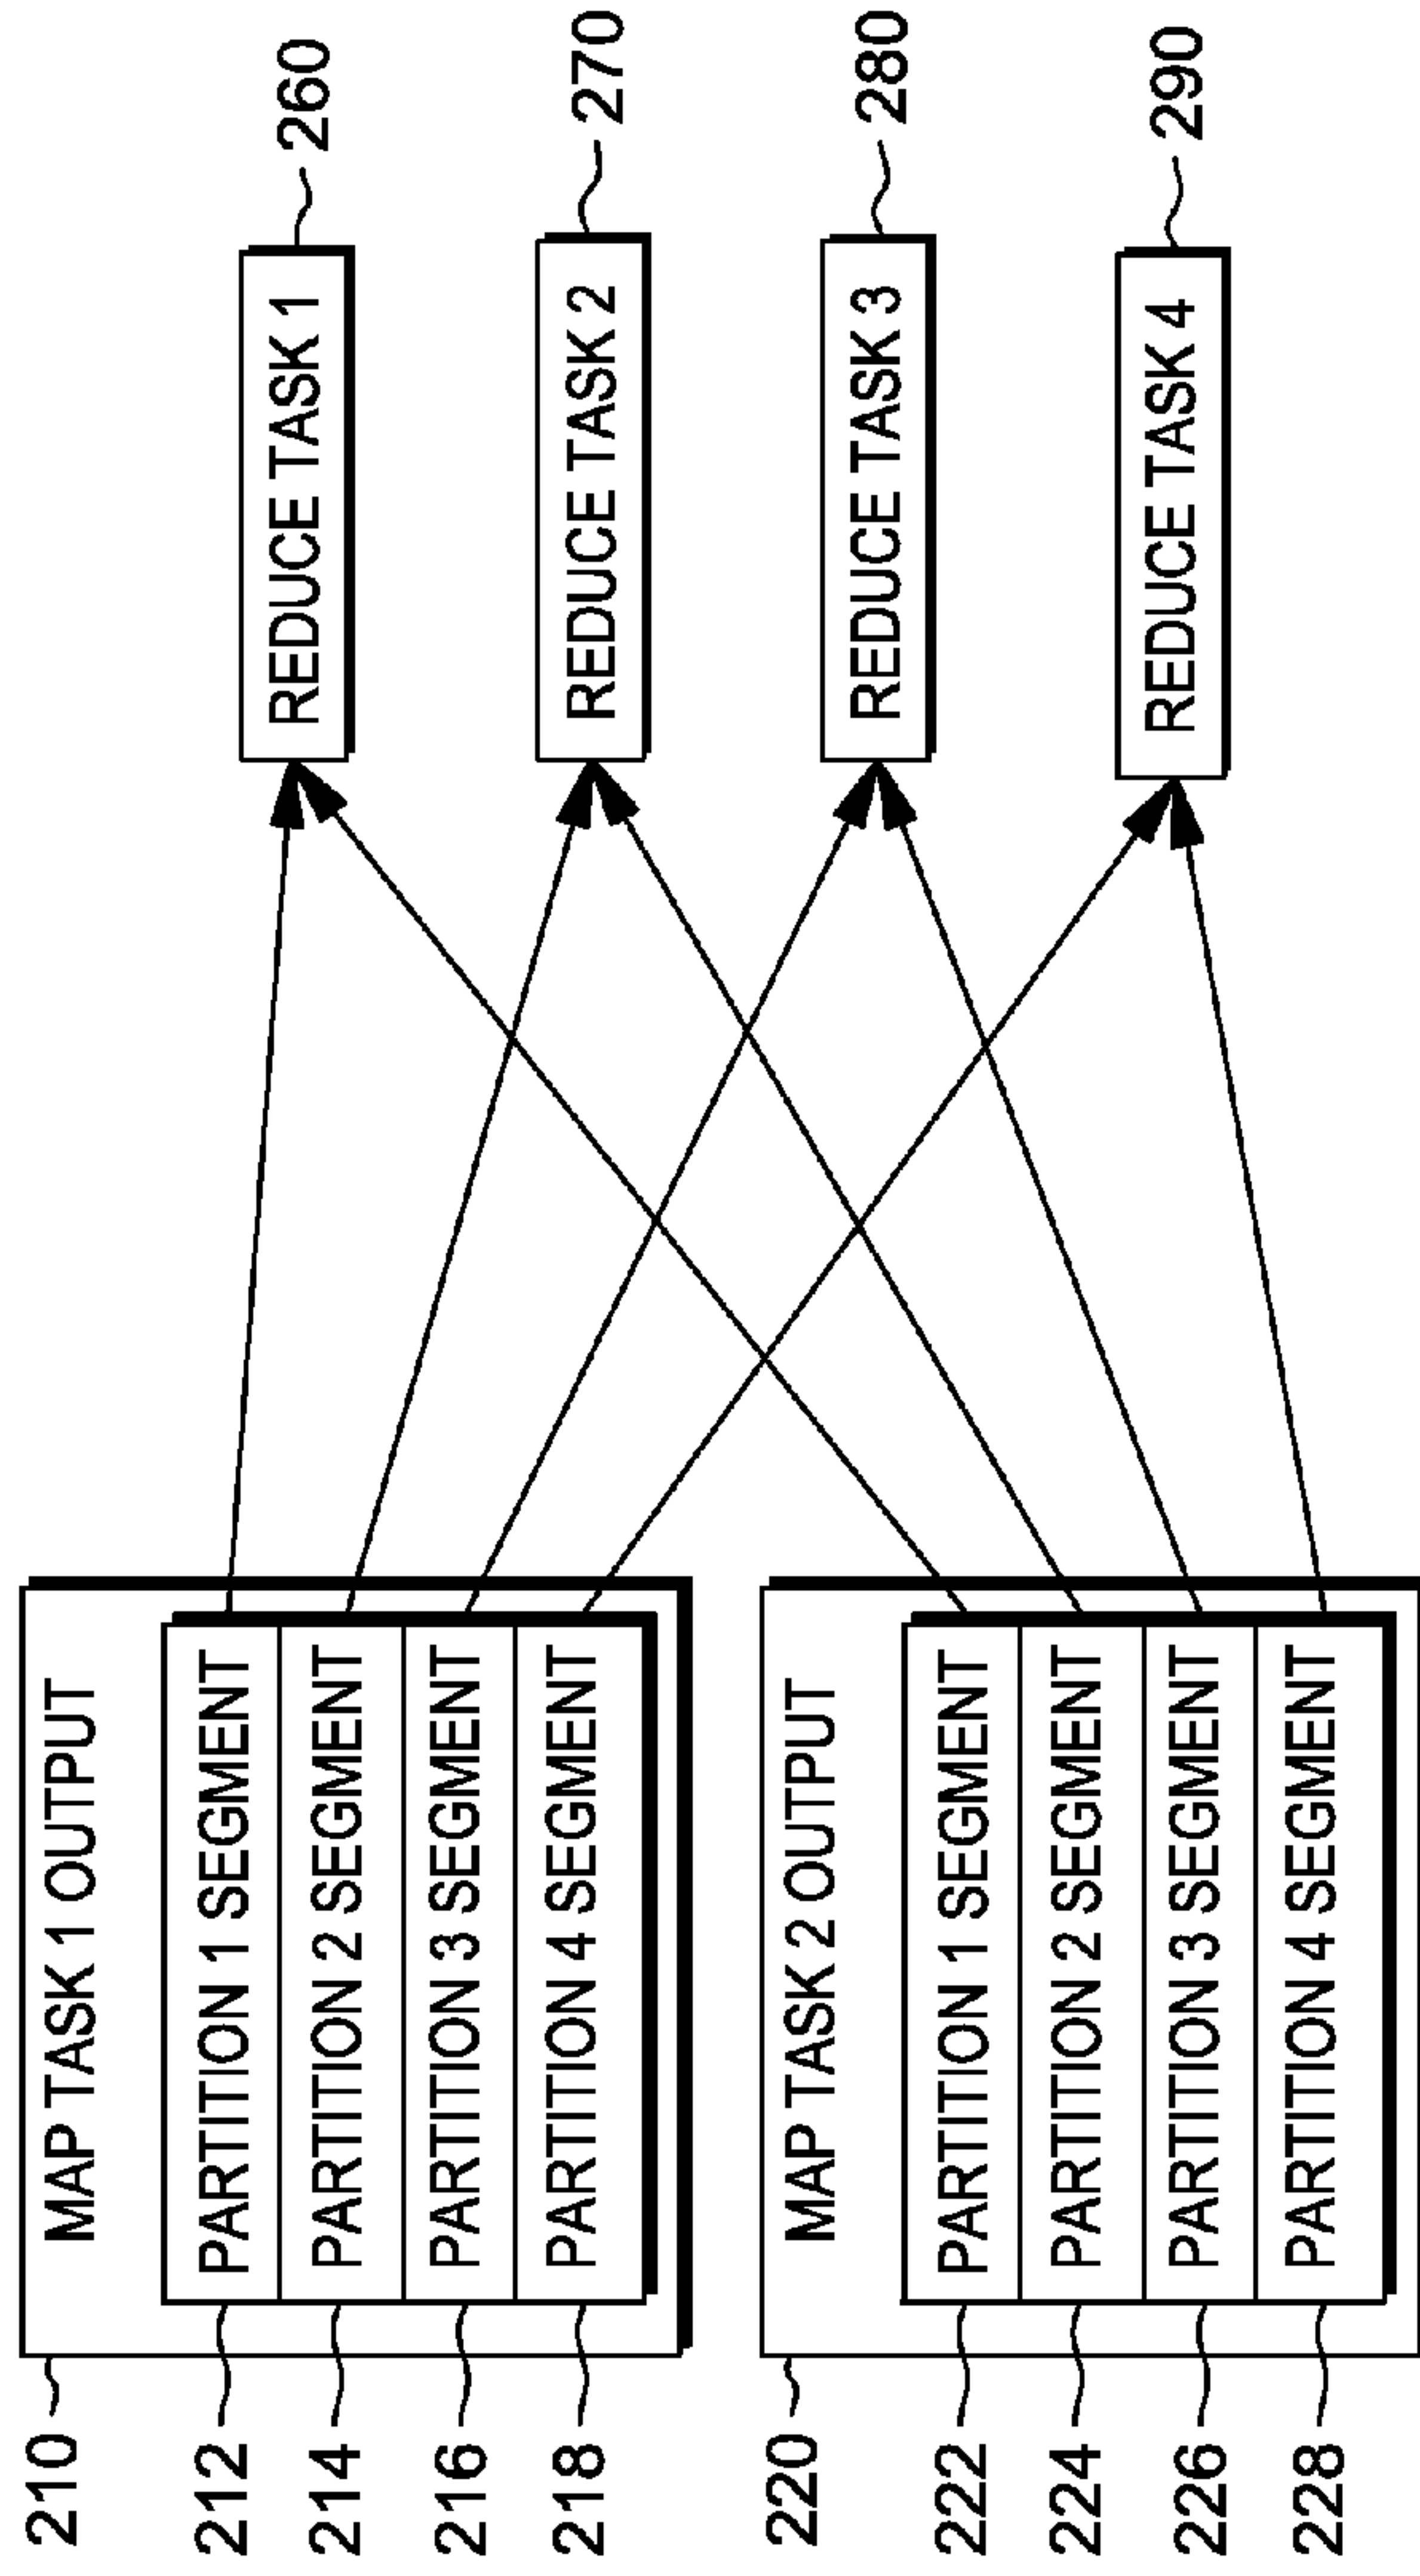 210
MAP TASK 1 OUTPUT
212
PARTITION 1 SEGMENT
214
PARTITION 2 SEGMENT
216
PARTITION 3 SEGMENT
218
PARTITION 4 SEGMENT
220
MAP TASK 2 OUTPUT
222
PARTITION 1 SEGMENT
224
PARTITION 2 SEGMENT
226
PARTITION 3 SEGMENT
228
PARTITION 4 SEGMENT
REDUCE TASK 1
260
REDUCE TASK 2
270
REDUCE TASK 3
280
REDUCE TASK 4
290